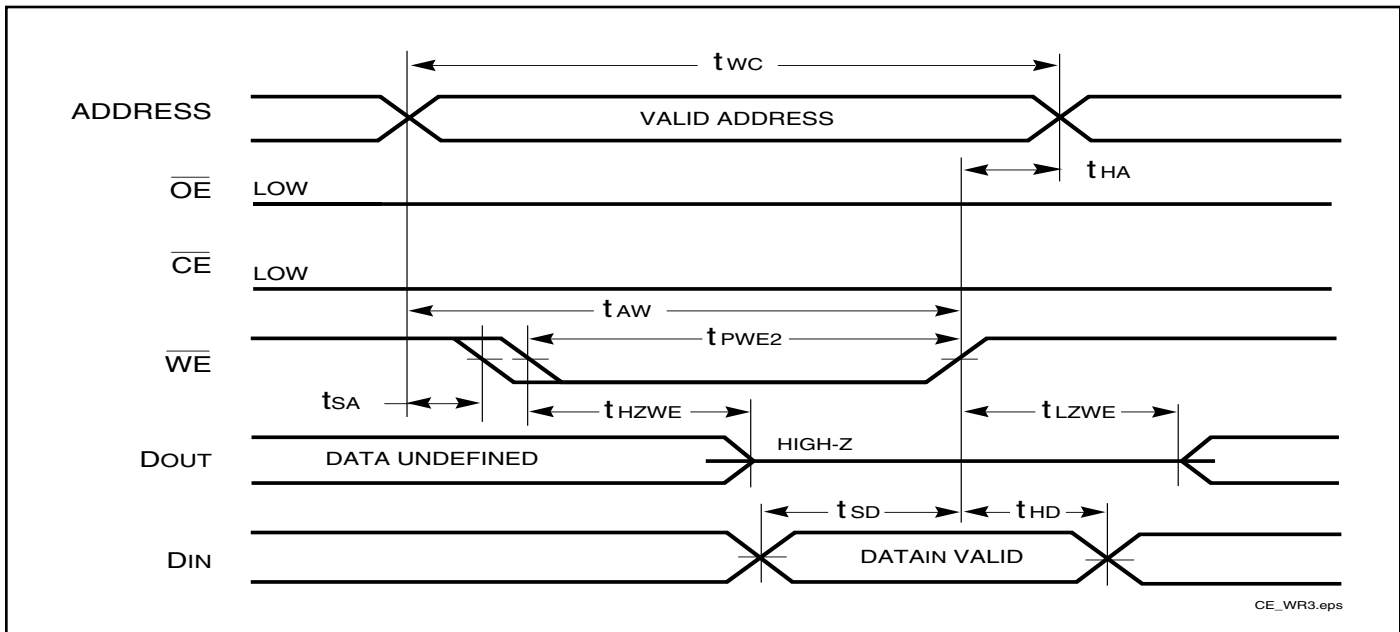 tWC
ADDRESS
VALID ADDRESS
tHA
OE
LOW
CE
LOW
tAW
WE
tPWE2
tSA
tHZWE
tLZWE
DOUT
DATA UNDEFINED
HIGH-Z
tSD
tHD
DIN
DATAIN VALID
CE_WR3.eps